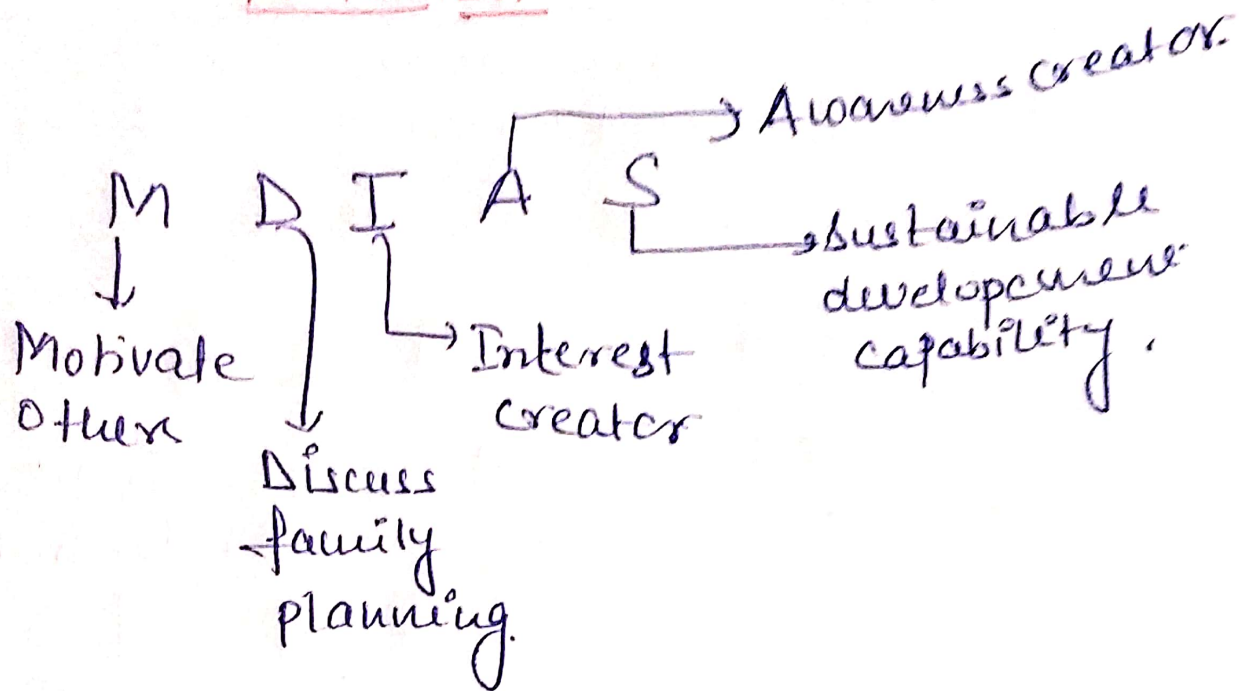 Awareness creator.
M D I A S
Sustainable
development
capability.
Motivate
Other
Interest
creator
Discuss
family
planning.